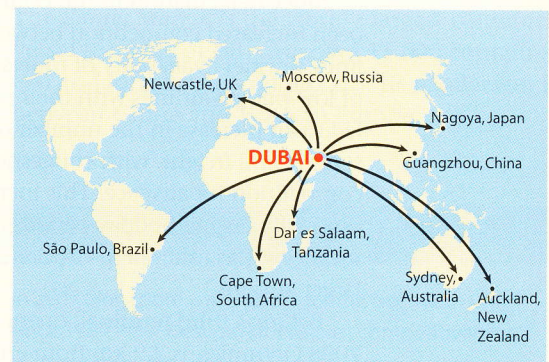 Newcastle, UK
Moscow, Russia
Nagoya, Japan
DUBAI
Guangzhou, China
São Paulo, Brazil
Dar es Salaam,
Tanzania
Cape Town,
South Africa
Sydney,
Australia
Auckland,
New
Zealand